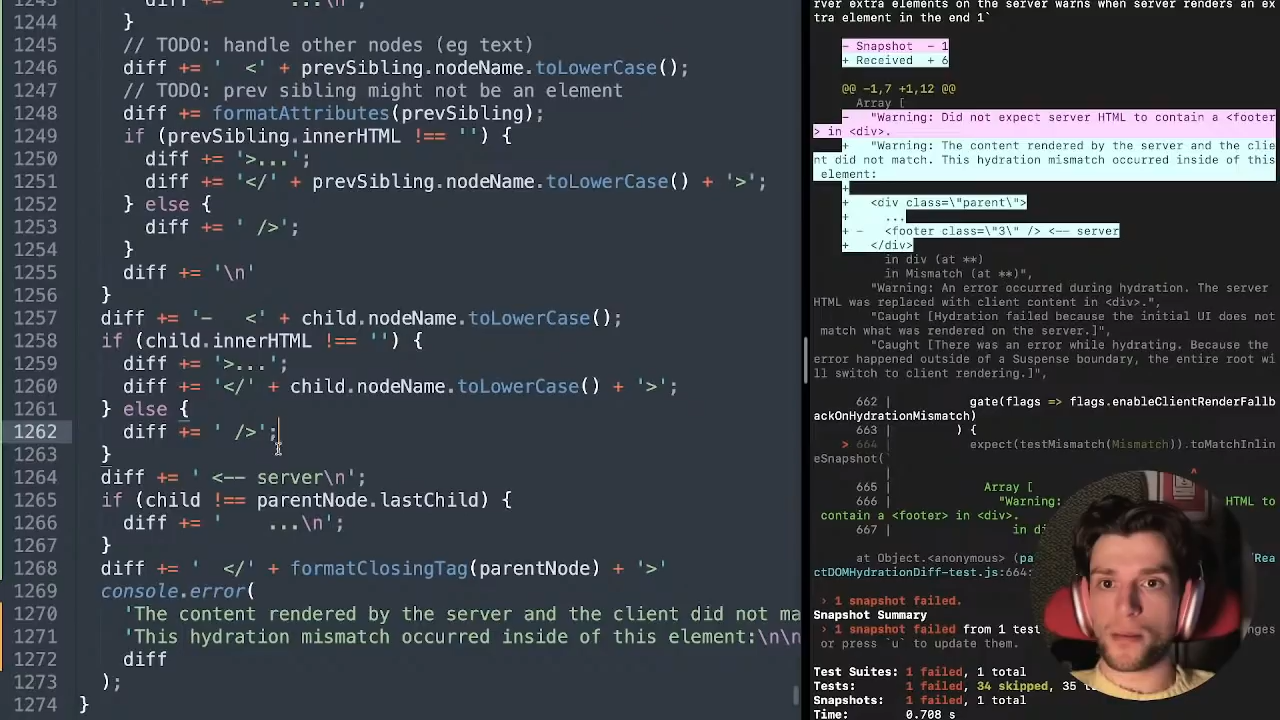 1243 diff += '    ...\n';
1244 }
1245 // TODO: handle other nodes (eg text)
1246 diff += '  <' + prevSibling.nodeName.toLowerCase();
1247 // TODO: prev sibling might not be an element
1248 diff += formatAttributes(prevSibling);
1249 if (prevSibling.innerHTML !== '') {
1250 diff += '>...';
1251 diff += '</' + prevSibling.nodeName.toLowerCase() + '>';
1252 } else {
1253 diff += ' />';
1254 }
1255 diff += '\n'
1256 }
1257 diff += '-   <' + child.nodeName.toLowerCase();
1258 if (child.innerHTML !== '') {
1259 diff += '>...';
1260 diff += '</' + child.nodeName.toLowerCase() + '>';
1261 } else {
1262 diff += ' />';
1263 }
1264 diff += ' <-- server\n';
1265 if (child !== parentNode.lastChild) {
1266 diff += '    ...\n';
1267 }
1268 diff += '  </' + formatClosingTag(parentNode) + '>'
1269 console.error(
1270 'The content rendered by the server and the client did not ma
1271 'This hydration mismatch occurred inside of this element:\n\n
1272 diff
1273 );
1274 }
rver extra elements on the server warns when server renders an ex
tra element in the end 1`
- Snapshot  - 1
+ Received  + 6
@@ -1,7 +1,12 @@
Array [
-   "Warning: Did not expect server HTML to contain a <footer
> in <div>.
+   "Warning: The content rendered by the server and the clie
nt did not match. This hydration mismatch occurred inside of this
element:
+
+   <div class=\"parent\">
+     ...
+ -   <footer class=\"3\" /> <-- server
+   </div>
in div (at **)
in Mismatch (at **)",
"Warning: An error occurred during hydration. The server
HTML was replaced with client content in <div>.",
"Caught [Hydration failed because the initial UI does not
match what was rendered on the server.]",
"Caught [There was an error while hydrating. Because the
error happened outside of a Suspense boundary, the entire root wi
ll switch to client rendering.]",
662 | gate(flags => flags.enableClientRenderFallb
ackOnHydrationMismatch)
663 | ) {
> 664 | expect(testMismatch(Mismatch)).toMatchInlin
eSnapshot(`
| ^
665 | Array [
666 | "Warning: HTML to
contain a <footer> in <div>.
667 | in di
at Object.<anonymous> (pa /Rea
ctDOMHydrationDiff-test.js:664:
› 1 snapshot failed.
Snapshot Summary
› 1 snapshot failed from 1 test nges
or press `u` to update them.
Test Suites: 1 failed, 1 total
Tests: 1 failed, 34 skipped, 35 to
Snapshots: 1 failed, 1 total
Time: 0.708 s